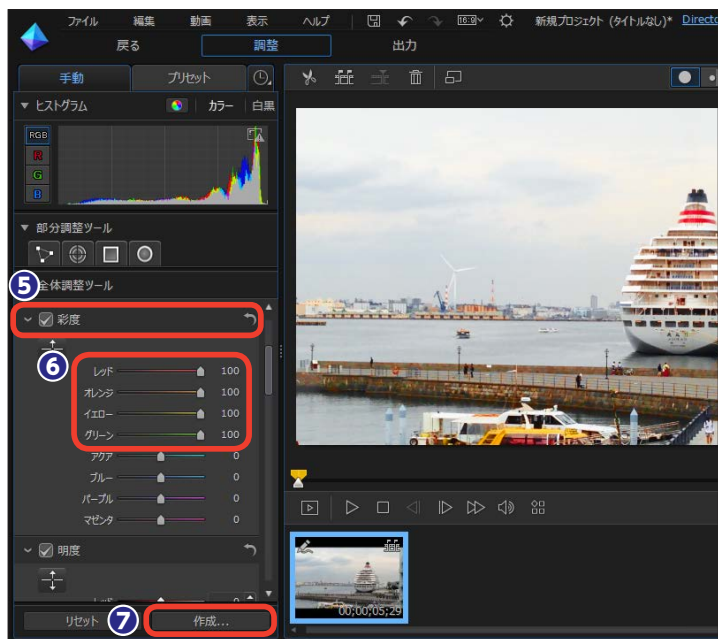 ファイル 編集 動画 表示 ヘルプ 16:9 新規プロジェクト (タイトルなし)* Directo
戻る 調整 出力
手動 プリセット
ヒストグラム カラー 白黒
RGB
R
G
B
部分調整ツール
5 全体調整ツール
彩度
6
レッド 100
オレンジ 100
イエロー 100
グリーン 100
アクア 0
ブルー 0
パープル 0
マゼンタ 0
明度
レッド 0
リセット 7 作成...
00;00;05;29